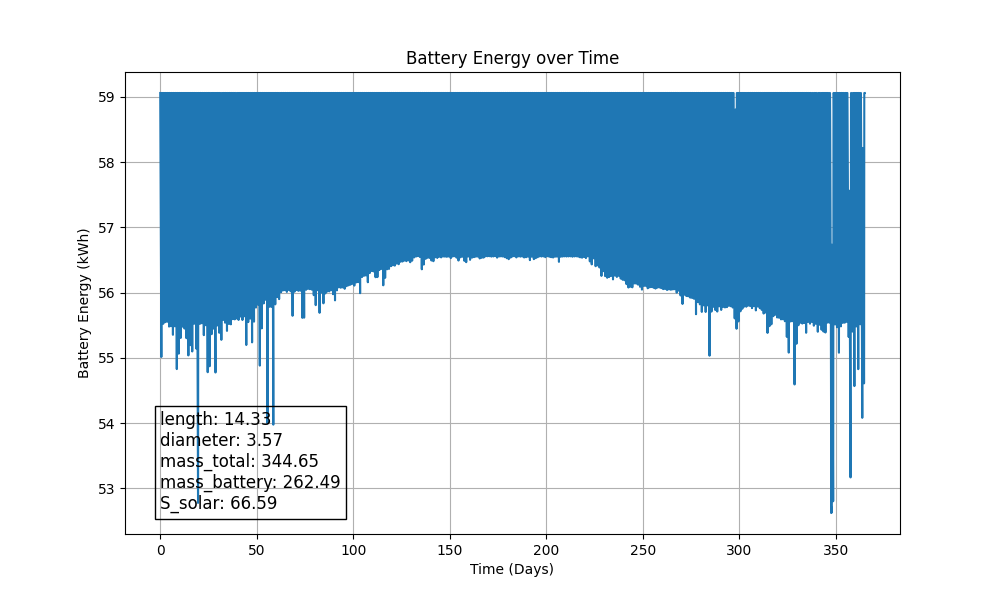 Battery Energy over Time
Battery Energy (kWh)
59
58
57
56
55
54
53
length: 14.33
diameter: 3.57
mass_total: 344.65
mass_battery: 262.49
S_solar: 66.59
0 50 100 150 200 250 300 350
Time (Days)